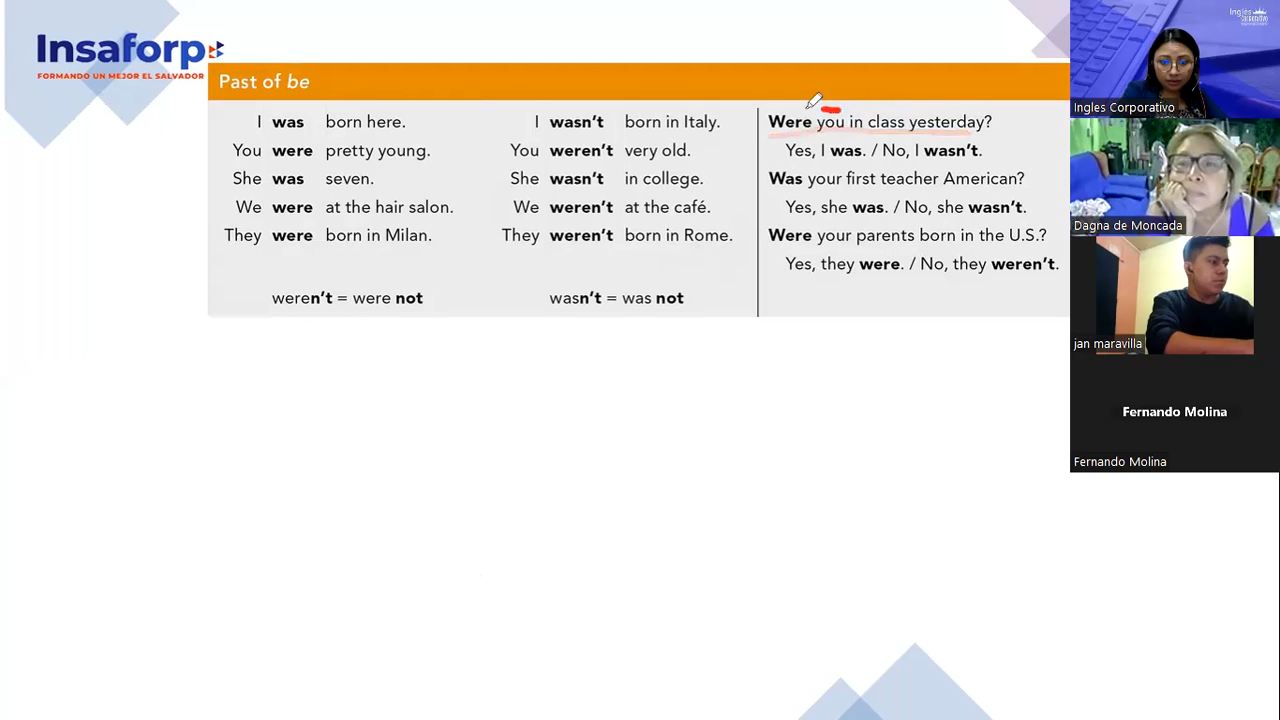 Insaforp
FORMANDO UN MEJOR EL SALVADOR
Past of be
I was born here.
You were pretty young.
She was seven.
We were at the hair salon.
They were born in Milan.
weren't = were not
I wasn't born in Italy.
You weren't very old.
She wasn't in college.
We weren't at the café.
They weren't born in Rome.
wasn't = was not
Were you in class yesterday?
Yes, I was. / No, I wasn't.
Was your first teacher American?
Yes, she was. / No, she wasn't.
Were your parents born in the U.S.?
Yes, they were. / No, they weren't.
Inglés
corporativo
Ingles Corporativo
Dagna de Moncada
jan maravilla
Fernando Molina
Fernando Molina